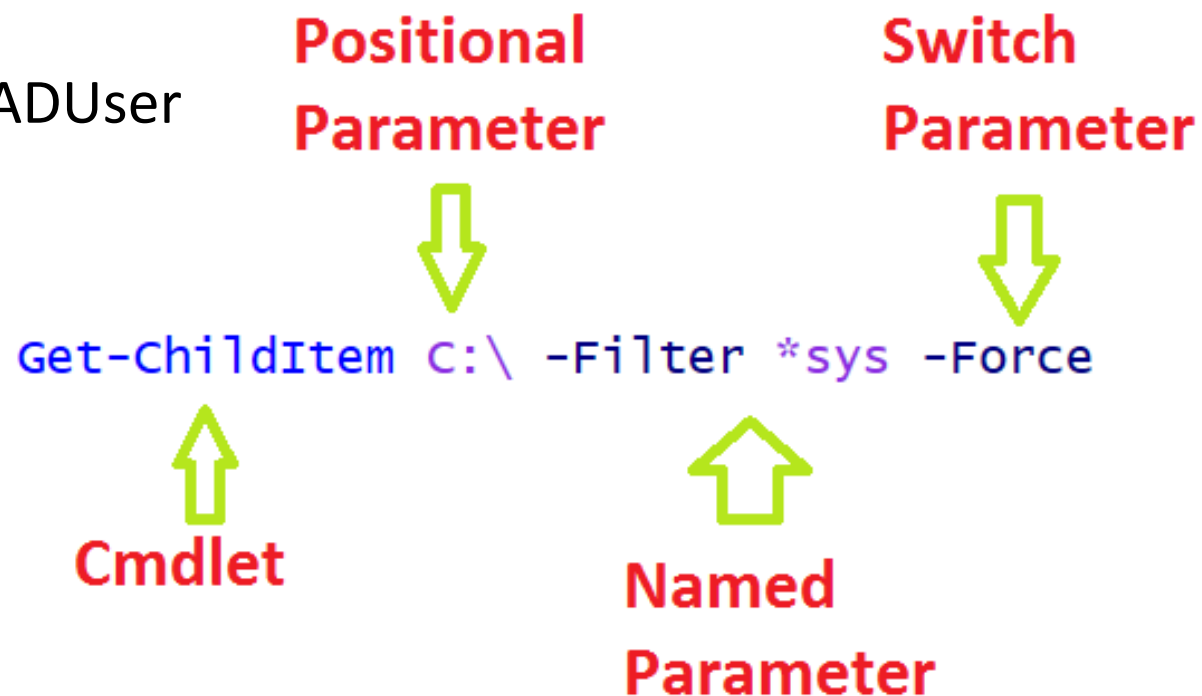 Positional
Parameter
Switch
Parameter
ADUser
Get-ChildItem C:\ -Filter *sys -Force
Cmdlet
Named
Parameter